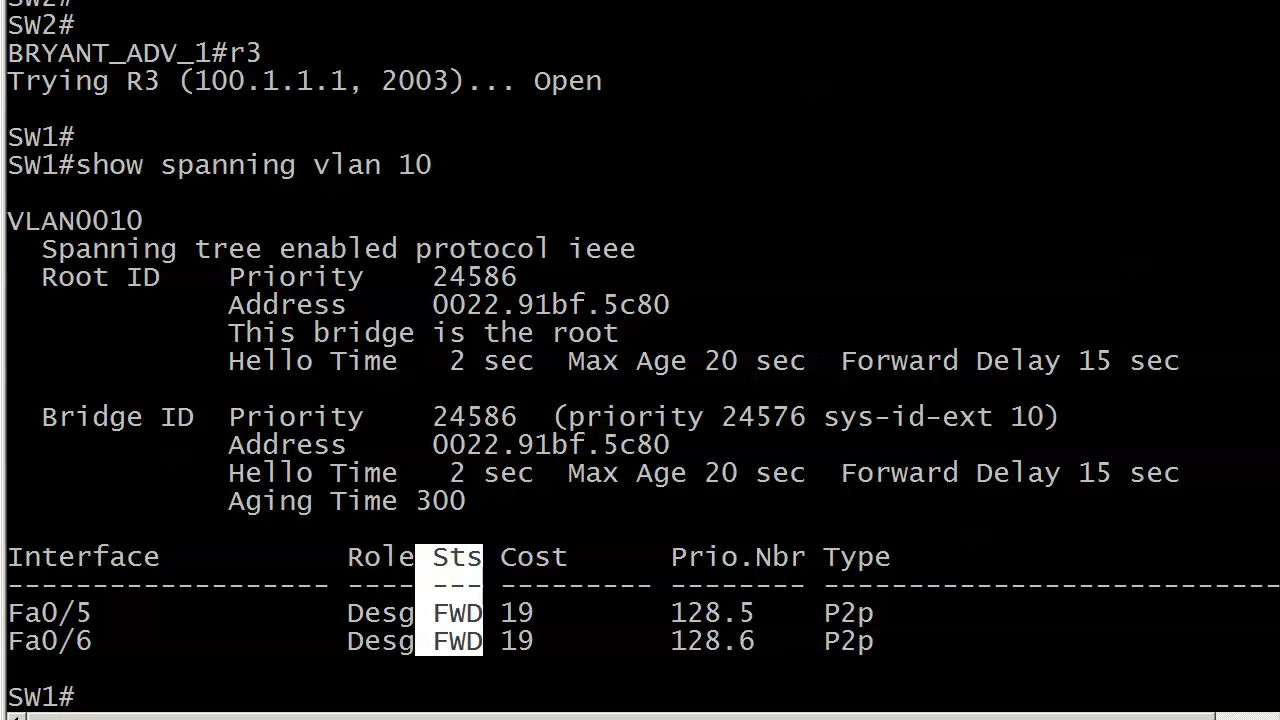 SW2#
SW2#
BRYANT_ADV_1#r3
Trying R3 (100.1.1.1, 2003)... Open
SW1#
SW1#show spanning vlan 10
VLAN0010
  Spanning tree enabled protocol ieee
  Root ID    Priority    24586
             Address     0022.91bf.5c80
             This bridge is the root
             Hello Time   2 sec  Max Age 20 sec  Forward Delay 15 sec
  Bridge ID  Priority    24586  (priority 24576 sys-id-ext 10)
             Address     0022.91bf.5c80
             Hello Time   2 sec  Max Age 20 sec  Forward Delay 15 sec
             Aging Time 300
Interface           Role Sts Cost      Prio.Nbr Type
------------------- ---- --- --------- -------- ---------------------------
Fa0/5               Desg FWD 19        128.5    P2p
Fa0/6               Desg FWD 19        128.6    P2p
SW1#